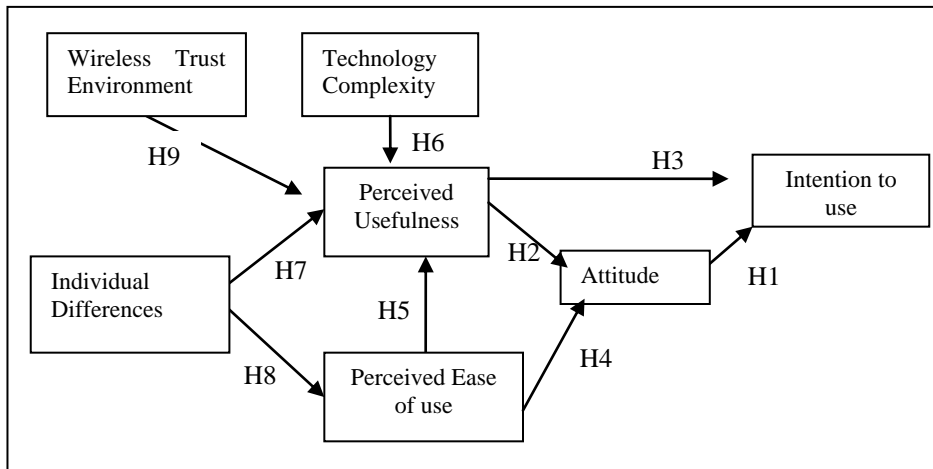 Wireless Trust
Environment
Technology
Complexity
H9
H6
H3
Perceived
Usefulness
Intention to
use
H2
Attitude
H1
H7
Individual
Differences
H5
H4
H8
Perceived Ease
of use